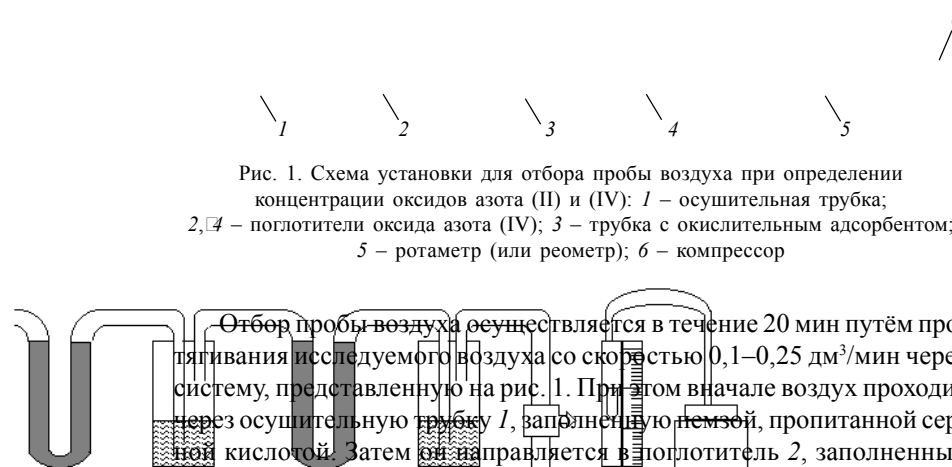 1 2 3 4 5
Рис. 1. Схема установки для отбора пробы воздуха при определении
концентрации оксидов азота (II) и (IV): 1 – осушительная трубка;
2, 4 – поглотители оксида азота (IV); 3 – трубка с окислительным адсорбентом;
5 – ротаметр (или реометр); 6 – компрессор
Отбор пробы воздуха осуществляется в течение 20 мин путём про
тягивания исследуемого воздуха со скоростью 0,1–0,25 дм³/мин чере
систему, представленную на рис. 1. При этом вначале воздух проходи
через осушительную трубку 1, заполненную пемзой, пропитанной сер
ной кислотой. Затем он направляется в поглотитель 2, заполненны